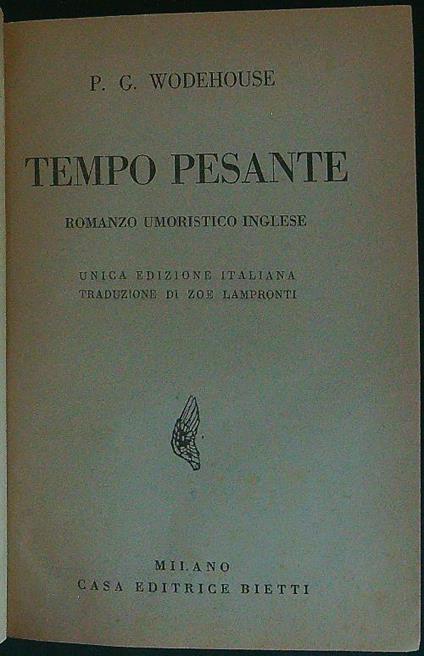 P. G. WODEHOUSE
TEMPO PESANTE
ROMANZO UMORISTICO INGLESE
UNICA EDIZIONE ITALIANA
TRADUZIONE DI ZOE LAMPRONTI
MILANO
CASA EDITRICE BIETTI